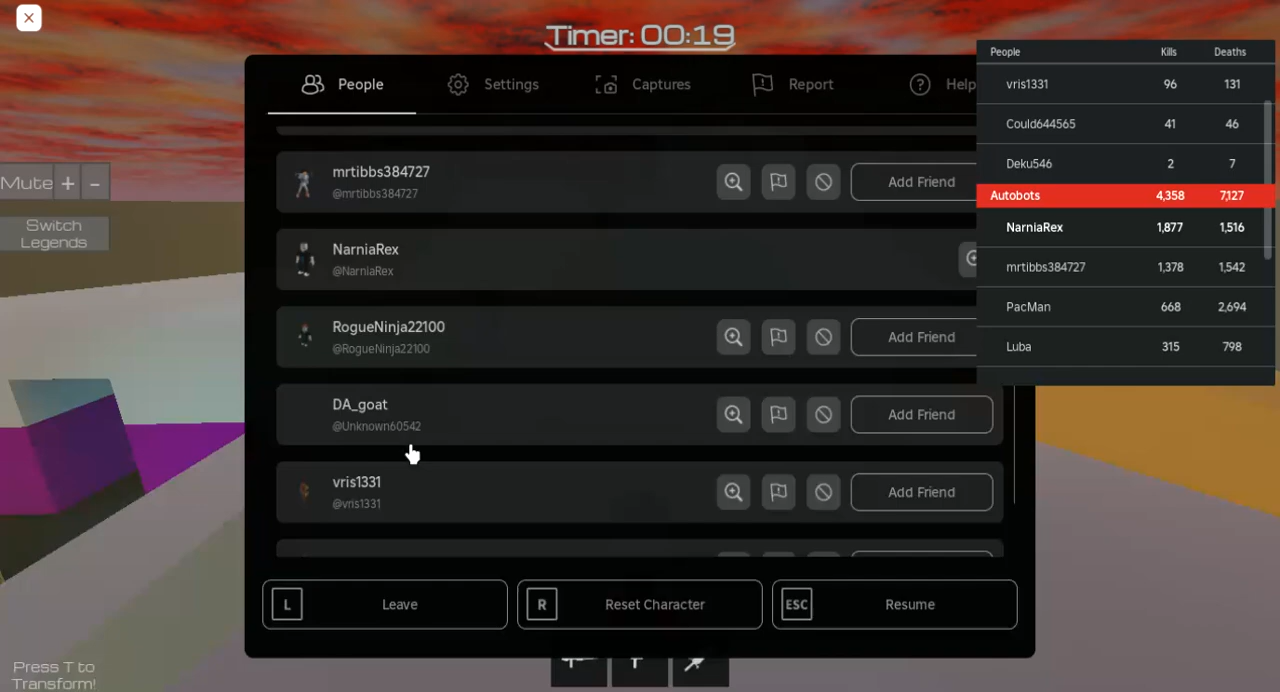 Timer: 00:19
People
Settings
Captures
Report
Help
People Kills Deaths
vris1331 96 131
Could644565 41 46
Deku546 2 7
Autobots 4,358 7,127
NarniaRex 1,877 1,516
mrtibbs384727 1,378 1,542
PacMan 668 2,694
Luba 315 798
Mute + -
Switch
Legends
mrtibbs384727
@mrtibbs384727
Add Friend
NarniaRex
@NarniaRex
RogueNinja22100
@RogueNinja22100
Add Friend
DA_goat
@Unknown60542
Add Friend
vris1331
@vris1331
Add Friend
L Leave
R Reset Character
ESC Resume
Press T to
Transform!